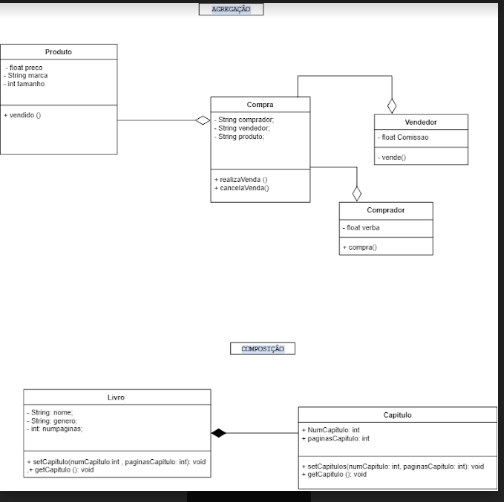 AGREGAÇÃO
Produto
- float preco
- String marca
- int tamanho
+ vendido ()
Compra
- String comprador;
- String vendedor;
- String produto;
+ realizaVenda ()
+ cancelaVenda()
Vendedor
- float Comissao
- vende()
Comprador
- float verba
+ compra()
COMPOSIÇÃO
Livro
- String: nome;
- String: genero;
- int: numpaginas;
+ setCapitulo(numCapitulo:int , paginasCapitulo: int): void
,+ getCapitulo (): void
Capitulo
+ NumCapitulo: int
+ paginasCapitulo: int
+ setCapitulos(numCapitulo: int, paginasCapitulo: int): void
+ getCapitulo (): void